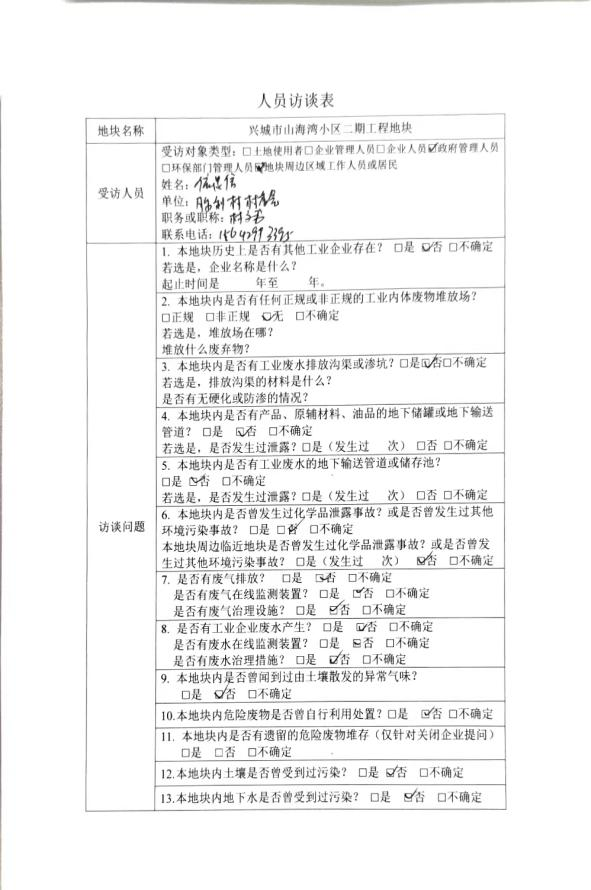 人员访谈表
地块名称 兴城市山海湾小区二期工程地块
受访人员
受访对象类型：□土地使用者□企业管理人员□企业人员☑政府管理人员
□环保部门管理人员☑地块周边区域工作人员或居民
姓名：
单位：村村委会
职务或职称：村
联系电话：
访谈问题
1. 本地块历史上是否有其他工业企业存在？ □是 ☑否 □不确定
若选是，企业名称是什么？
起止时间是 年至 年。
2. 本地块内是否有任何正规或非正规的工业内体废物堆放场？
□正规 □非正规 ☑无 □不确定
若选是，堆放场在哪？
堆放什么废弃物？
3. 本地块内是否有工业废水排放沟渠或渗坑？□是☑否□不确定
若选是，排放沟渠的材料是什么？
是否有无硬化或防渗的情况？
4. 本地块内是否有产品、原辅材料、油品的地下储罐或地下输送
管道？ □是 ☑否 □不确定
若选是，是否发生过泄露？□是（发生过 次） □否 □不确定
5. 本地块内是否有工业废水的地下输送管道或储存池？
□是 ☑否 □不确定
若选是，是否发生过泄露？□是（发生过 次） □否 □不确定
6. 本地块内是否曾发生过化学品泄露事故？或是否曾发生过其他
环境污染事故？ □是 ☑否 □不确定
本地块周边临近地块是否曾发生过化学品泄露事故？或是否曾发
生过其他环境污染事故？ □是（发生过 次） ☑否 □不确定
7. 是否有废气排放？ □是 ☑否 □不确定
是否有废气在线监测装置？ □是 ☑否 □不确定
是否有废气治理设施？ □是 ☑否 □不确定
8. 是否有工业企业废水产生？ □是 ☑否 □不确定
是否有废水在线监测装置？ □是 ☑否 □不确定
是否有废水治理措施？ □是 ☑否 □不确定
9. 本地块内是否曾闻到过由土壤散发的异常气味？
□是 ☑否 □不确定
10.本地块内危险废物是否曾自行利用处置？□是 ☑否 □不确定
11. 本地块内是否有遗留的危险废物堆存（仅针对关闭企业提问）
□是 □否 □不确定
12.本地块内土壤是否曾受到过污染？ □是 ☑否 □不确定
13.本地块内地下水是否曾受到过污染？ □是 ☑否 □不确定